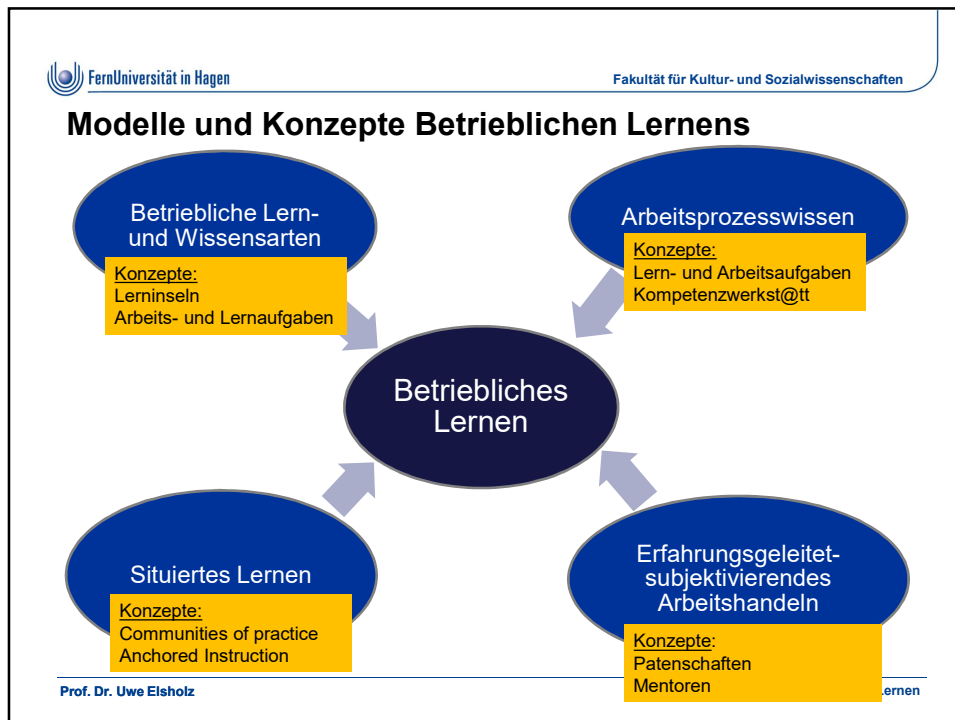 FernUniversität in Hagen
Fakultät für Kultur- und Sozialwissenschaften
Modelle und Konzepte Betrieblichen Lernens
Betriebliche Lern-
und Wissensarten
Konzepte:
Lerninseln
Arbeits- und Lernaufgaben
Arbeitsprozesswissen
Konzepte:
Lern- und Arbeitsaufgaben
Kompetenzwerkst@tt
Betriebliches
Lernen
Situiertes Lernen
Konzepte:
Communities of practice
Anchored Instruction
Erfahrungsgeleitet-
subjektivierendes
Arbeitshandeln
Konzepte:
Patenschaften
Mentoren
Prof. Dr. Uwe Elsholz